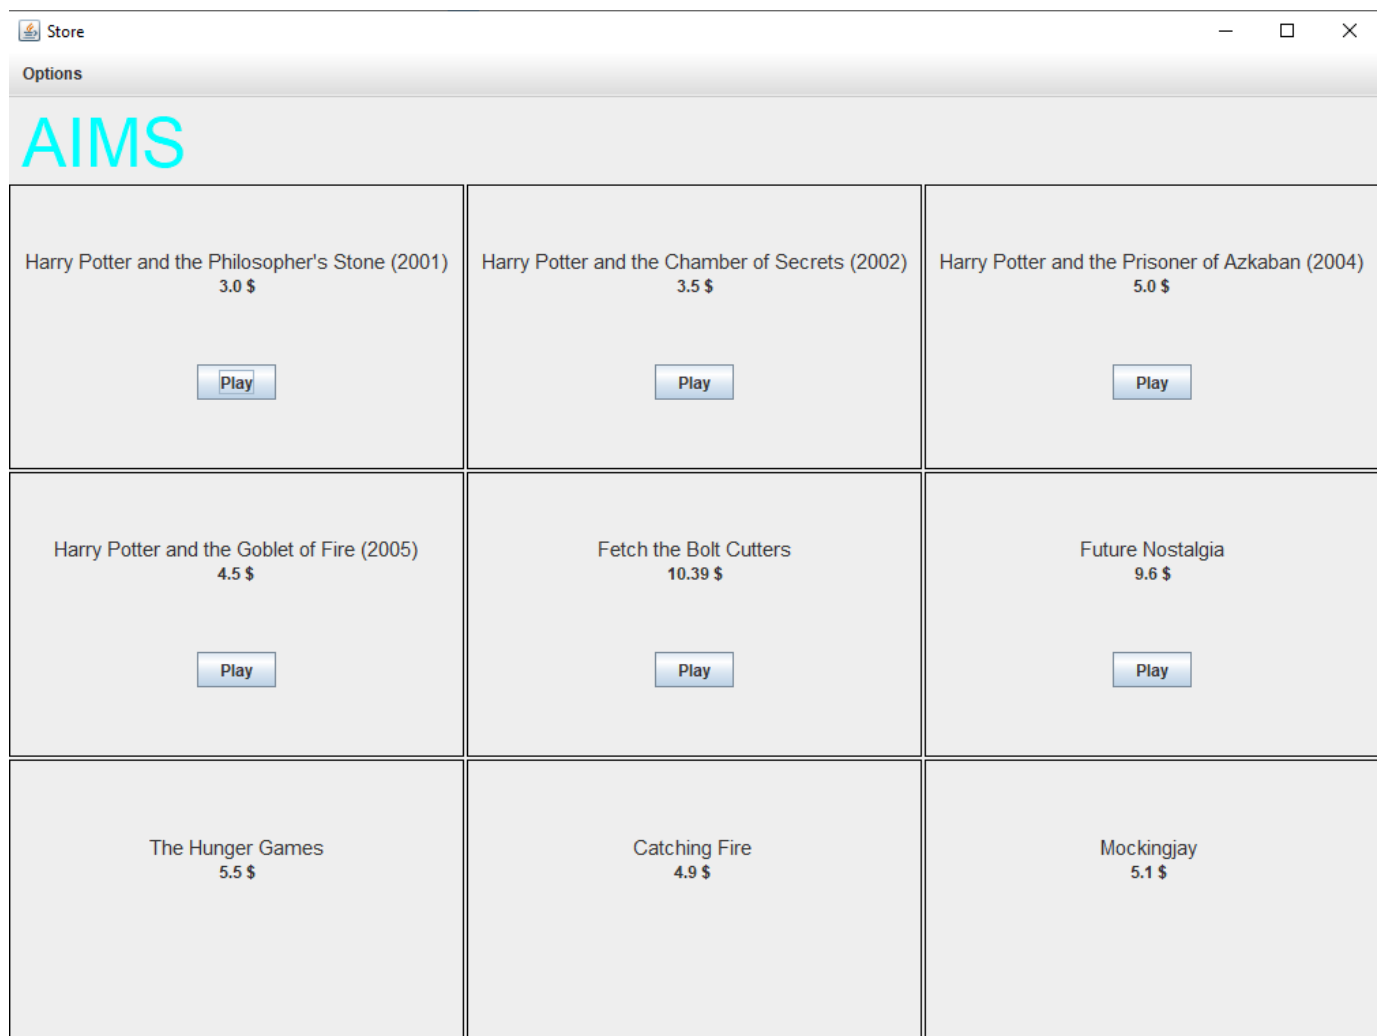 Store
Options
AIMS
Harry Potter and the Philosopher's Stone (2001)
3.0 $
Play
Harry Potter and the Chamber of Secrets (2002)
3.5 $
Play
Harry Potter and the Prisoner of Azkaban (2004)
5.0 $
Play
Harry Potter and the Goblet of Fire (2005)
4.5 $
Play
Fetch the Bolt Cutters
10.39 $
Play
Future Nostalgia
9.6 $
Play
The Hunger Games
5.5 $
Catching Fire
4.9 $
Mockingjay
5.1 $